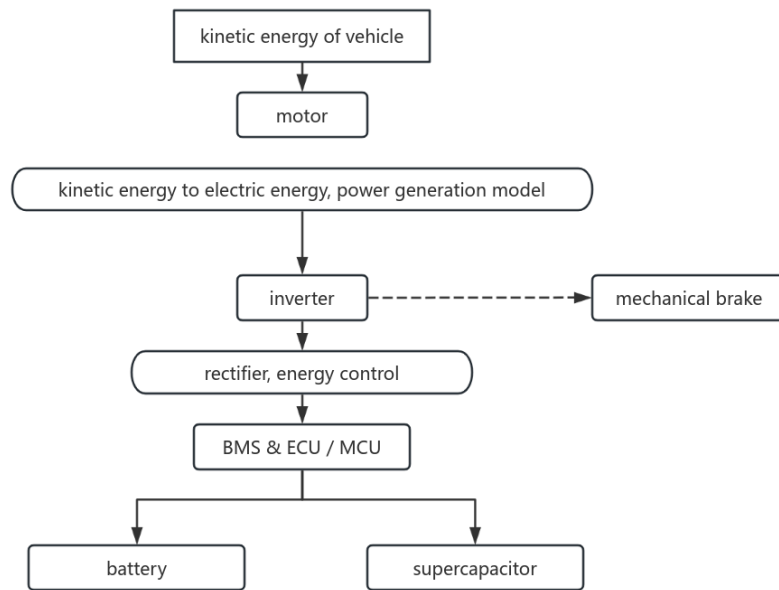 kinetic energy of vehicle
motor
kinetic energy to electric energy, power generation model
inverter
mechanical brake
rectifier, energy control
BMS & ECU / MCU
battery
supercapacitor